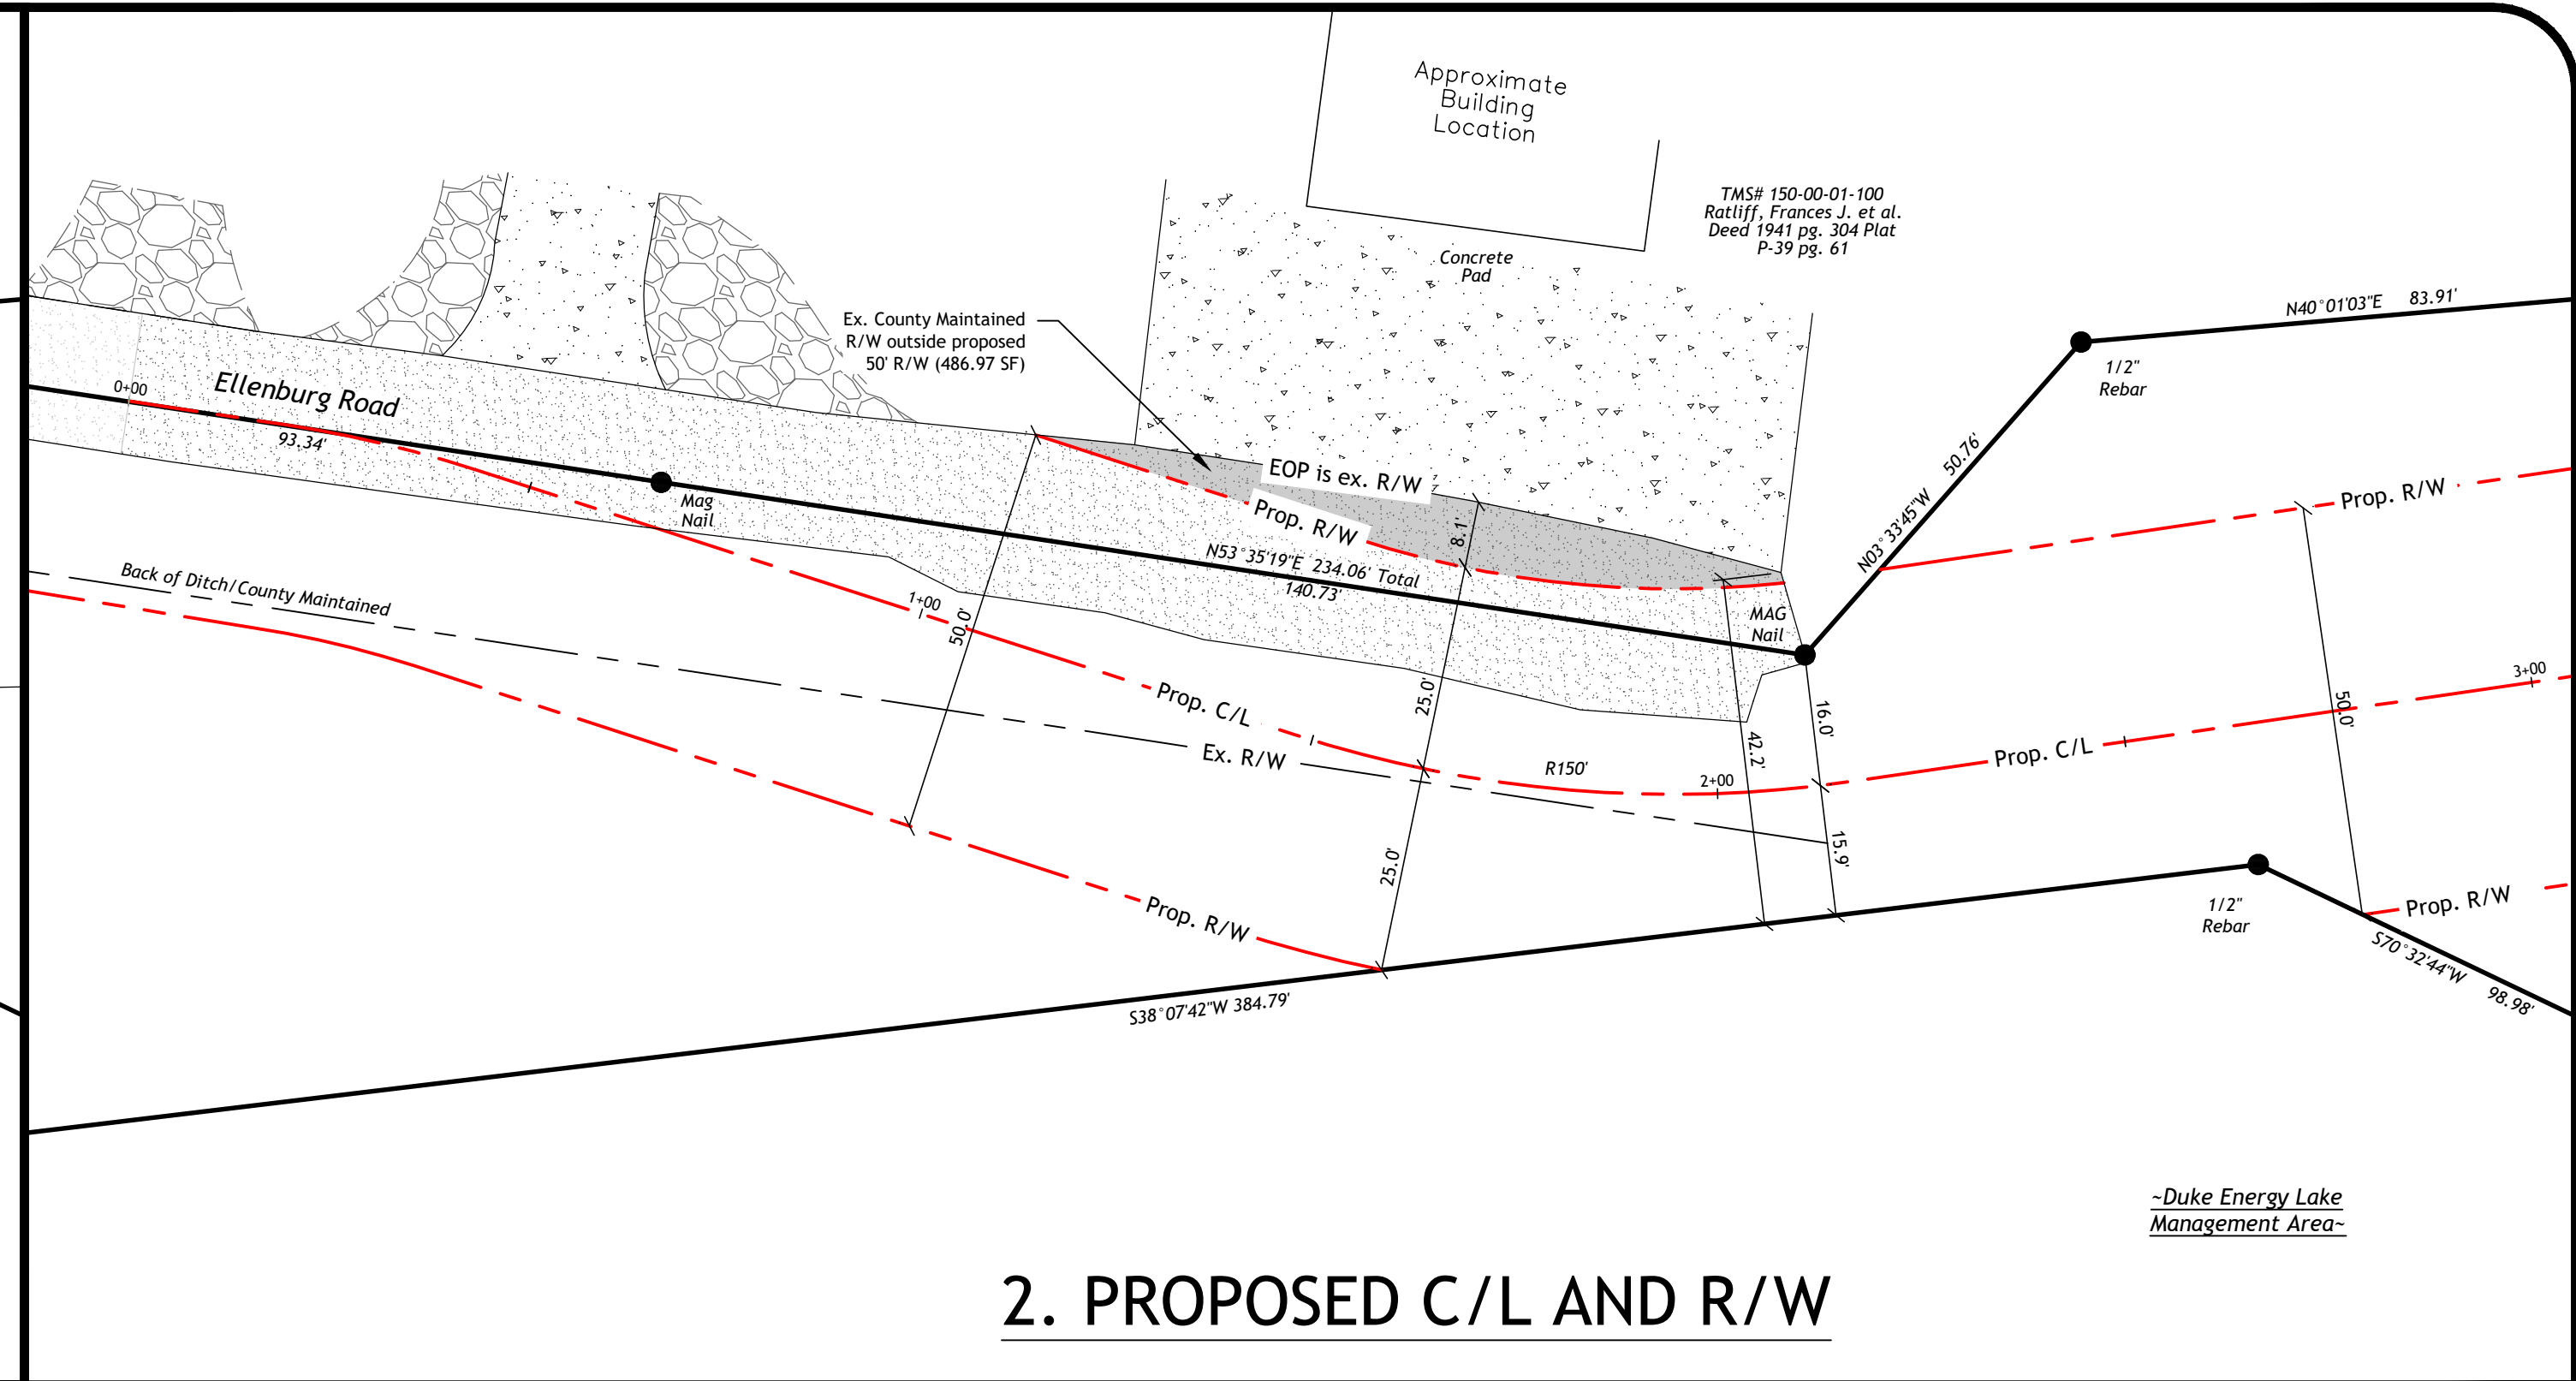 Approximate
Building
Location
TMS# 150-00-01-100
Ratliff, Frances J. et al.
Deed 1941 pg. 304 Plat
P-39 pg. 61
Concrete
Pad
Ex. County Maintained
R/W outside proposed
50' R/W (486.97 SF)
N40°01'03"E 83.91'
1/2"
Rebar
0+00
Ellenburg Road
93.34'
Mag
Nail
EOP is ex. R/W
Prop. R/W
8.1'
N03°33'45"W 50.76'
Prop. R/W
N53°35'19"E 234.06' Total
140.73'
Back of Ditch/County Maintained
1+00
50.0'
MAG
Nail
Prop. C/L
25.0'
Ex. R/W
R150'
2+00
42.2'
16.0'
Prop. C/L
50.0'
3+00
15.9'
25.0'
Prop. R/W
1/2"
Rebar
Prop. R/W
S70°32'44"W 98.98'
S38°07'42"W 384.79'
~Duke Energy Lake
Management Area~
2. PROPOSED C/L AND R/W